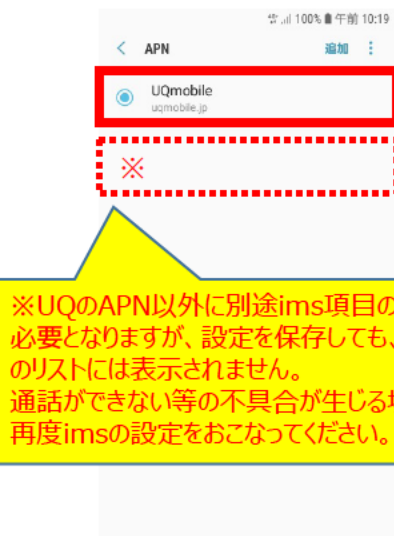 100% 午前 10:19
APN 追加
UQmobile
uqmobile.jp
※
※UQのAPN以外に別途ims項目の
必要となりますが、設定を保存しても、
のリストには表示されません。
通話ができない等の不具合が生じる場
再度imsの設定をおこなってください。